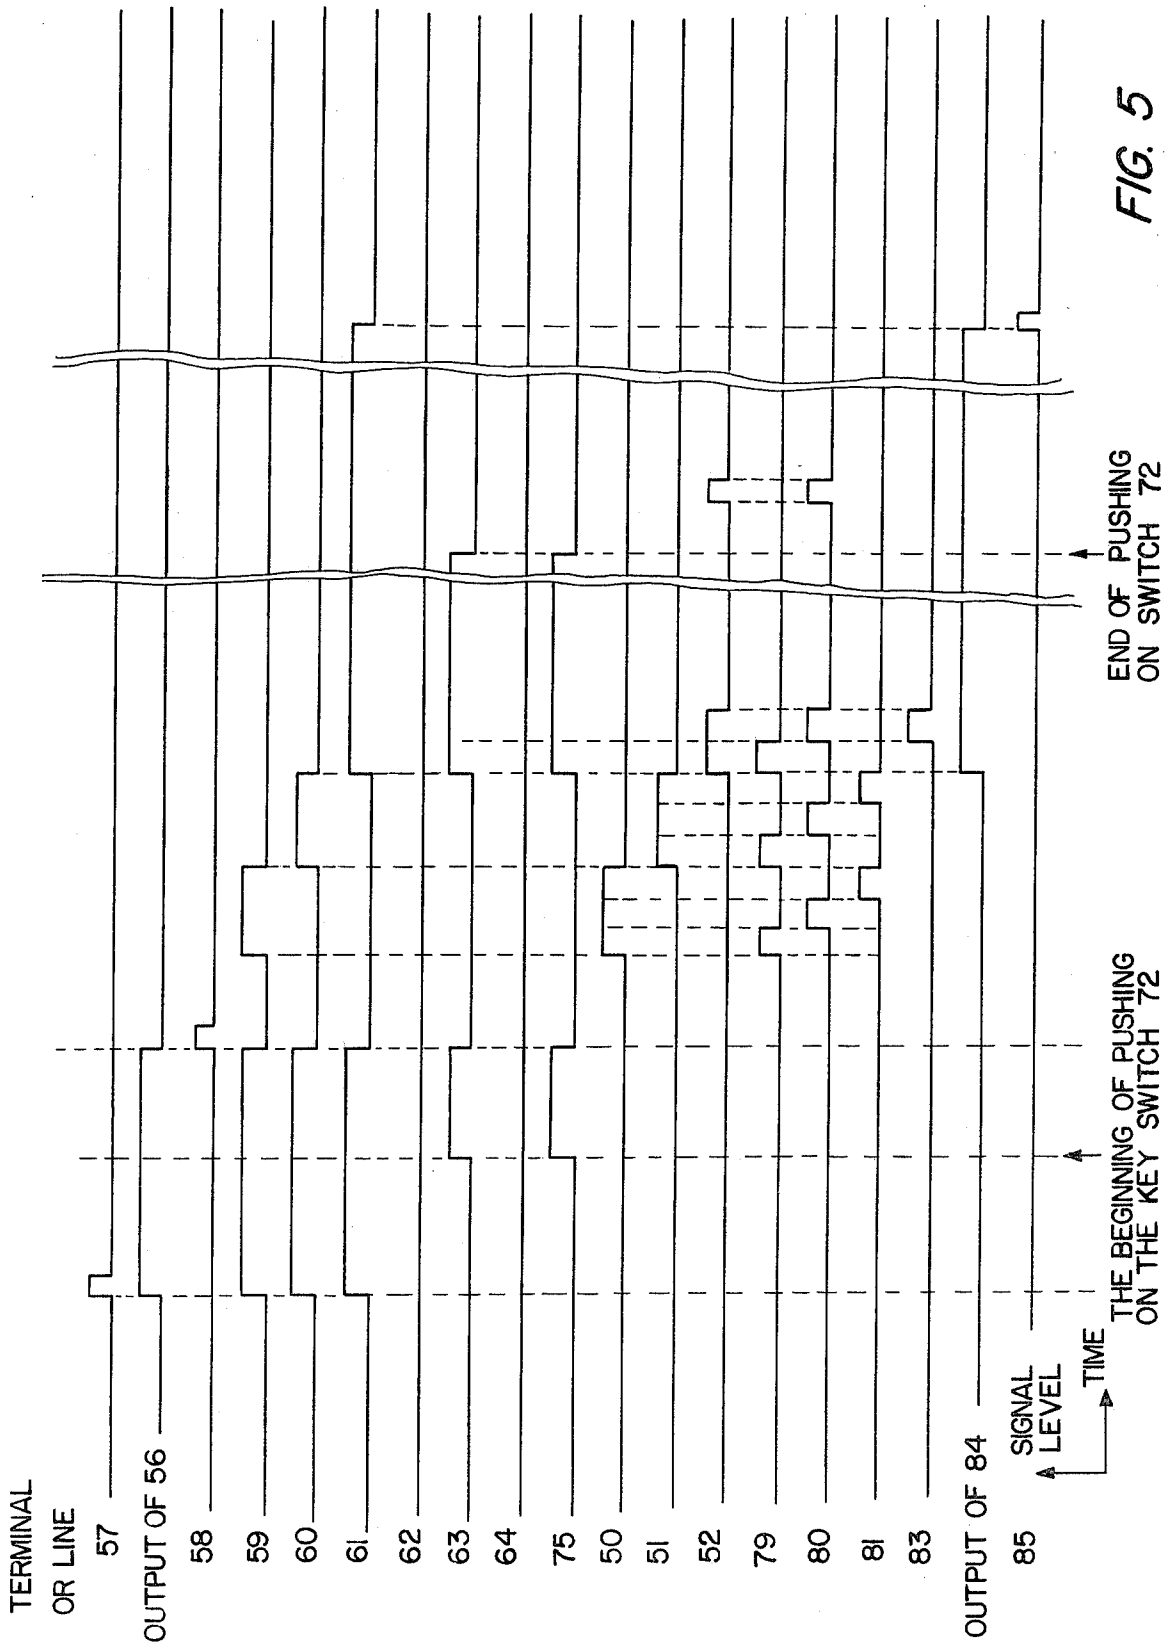 TERMINAL
OR LINE
57
OUTPUT OF 56
58
59
60
61
62
63
64
75
50
51
52
79
80
81
83
OUTPUT OF 84
85
SIGNAL
LEVEL
TIME
THE BEGINNING OF PUSHING
ON THE KEY SWITCH 72
END OF PUSHING
ON SWITCH 72
FIG. 5